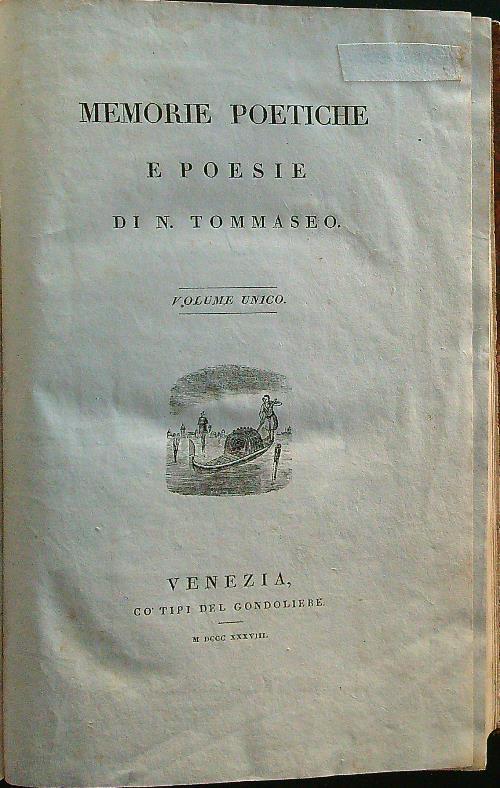 MEMORIE POETICHE
E POESIE
DI N. TOMMASEO.
VOLUME UNICO.
VENEZIA,
CO' TIPI DEL GONDOLIERE.
M DCCC XXXVIII.